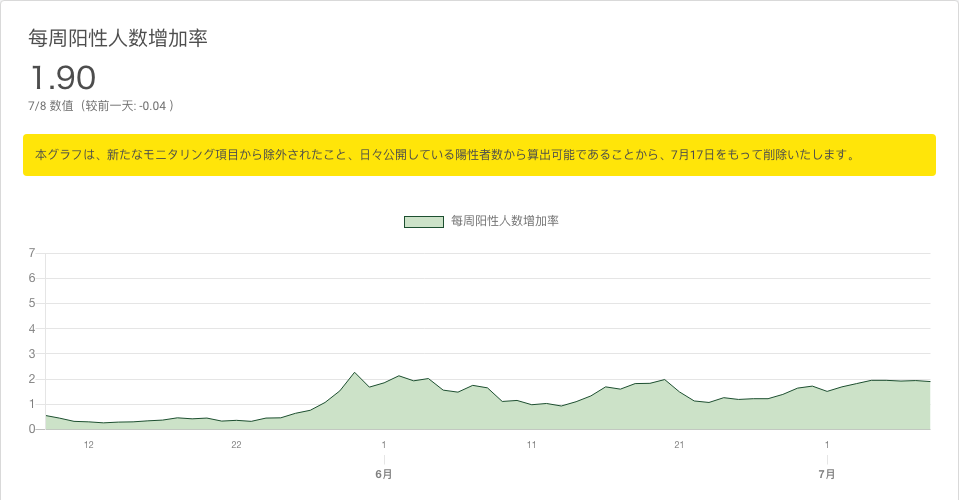 每周阳性人数增加率
1.90
7/8 数值（较前一天: -0.04 ）
本グラフは、新たなモニタリング項目から除外されたこと、日々公開している陽性者数から算出可能であることから、7月17日をもって削除いたします。
每周阳性人数增加率
7
6
5
4
3
2
1
0
12 22 1 11 21 1
6月 7月